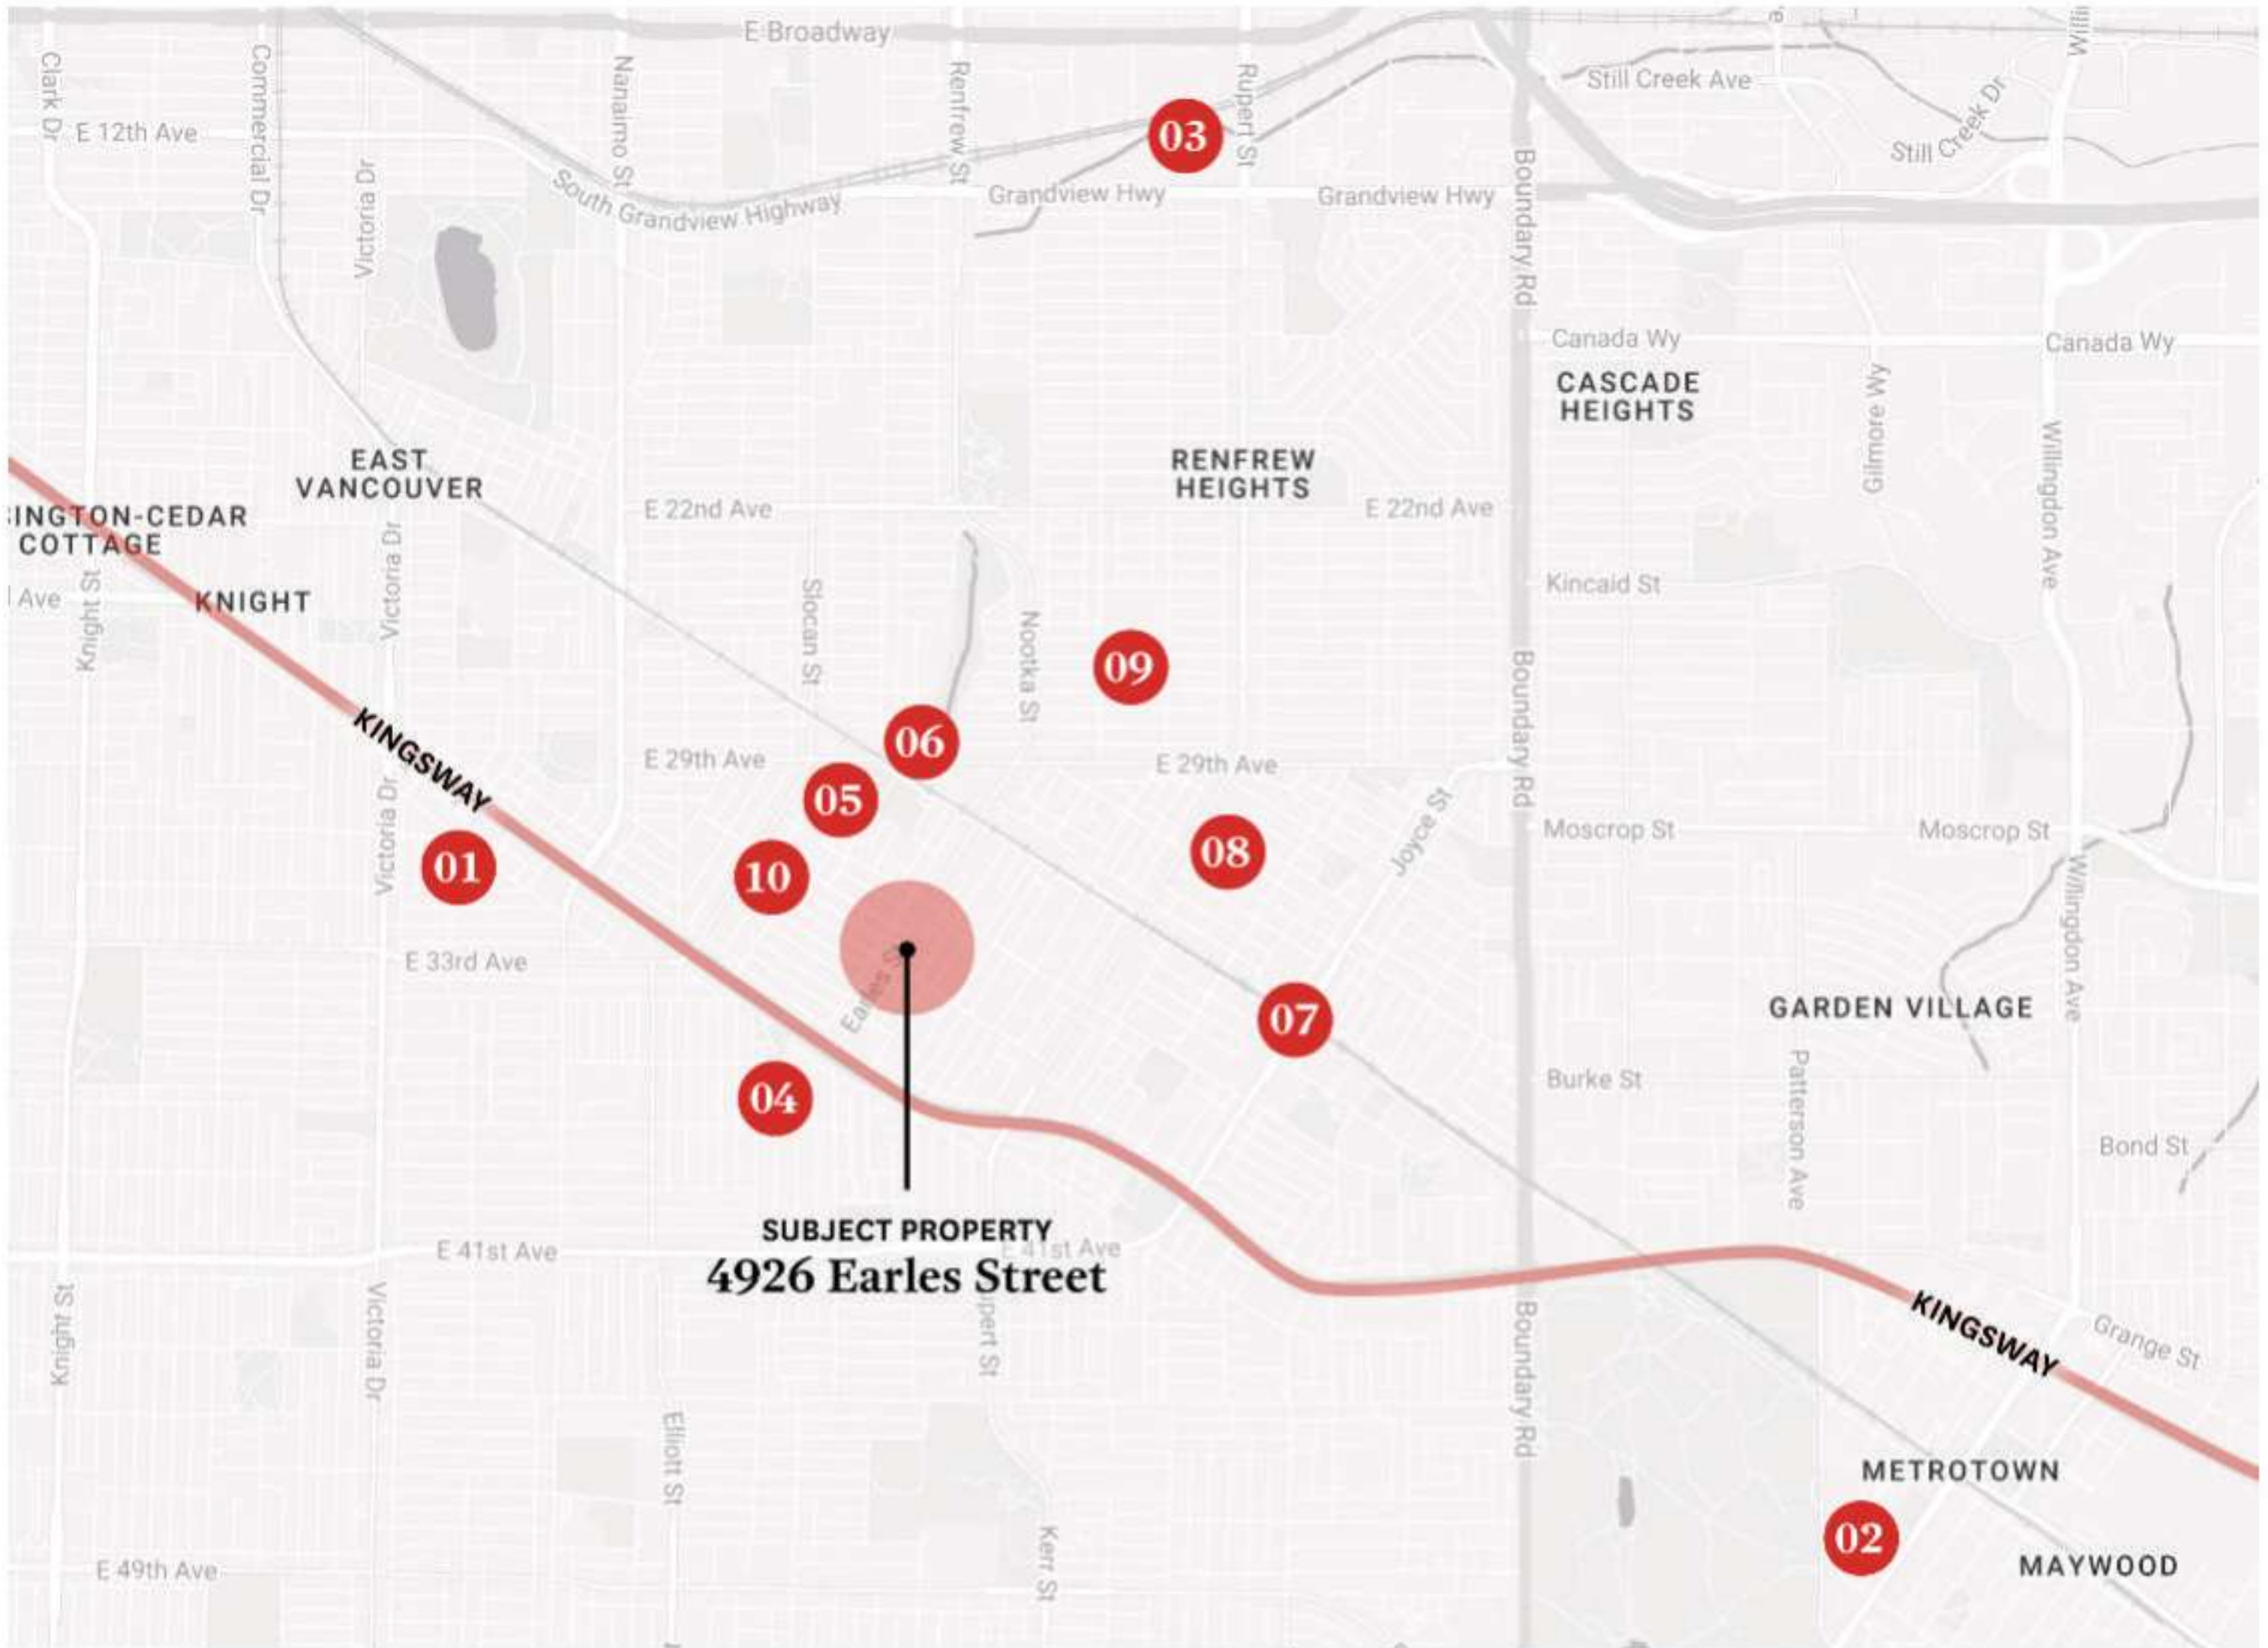 E Broadway
Clark Dr
Commercial Dr
Nanaimo St
Renfrew St
Rupert St
Still Creek Ave
Still Creek Dr
E 12th Ave
03
Victoria Dr
South Grandview Highway
Grandview Hwy
Grandview Hwy
Boundary Rd
Canada Wy
Canada Wy
CASCADE
HEIGHTS
Gilmore Wy
Willingdon Ave
EAST
VANCOUVER
RENFREW
HEIGHTS
E 22nd Ave
E 22nd Ave
INGTON-CEDAR
COTTAGE
Victoria Dr
Knight St
Ave
KNIGHT
Slocan St
Nootka St
Kincaid St
09
Boundary Rd
KINGSWAY
06
E 29th Ave
E 29th Ave
05
Joyce St
Victoria Dr
01
10
08
Moscrop St
Moscrop St
Willingdon Ave
E 33rd Ave
Earles St
07
GARDEN VILLAGE
04
Burke St
Patterson Ave
Bond St
SUBJECT PROPERTY
4926 Earles Street
E 41st Ave
E 41st Ave
Knight St
Victoria Dr
pert St
Boundary Rd
KINGSWAY
Grange St
Elliott St
METROTOWN
02
Kerr St
E 49th Ave
MAYWOOD